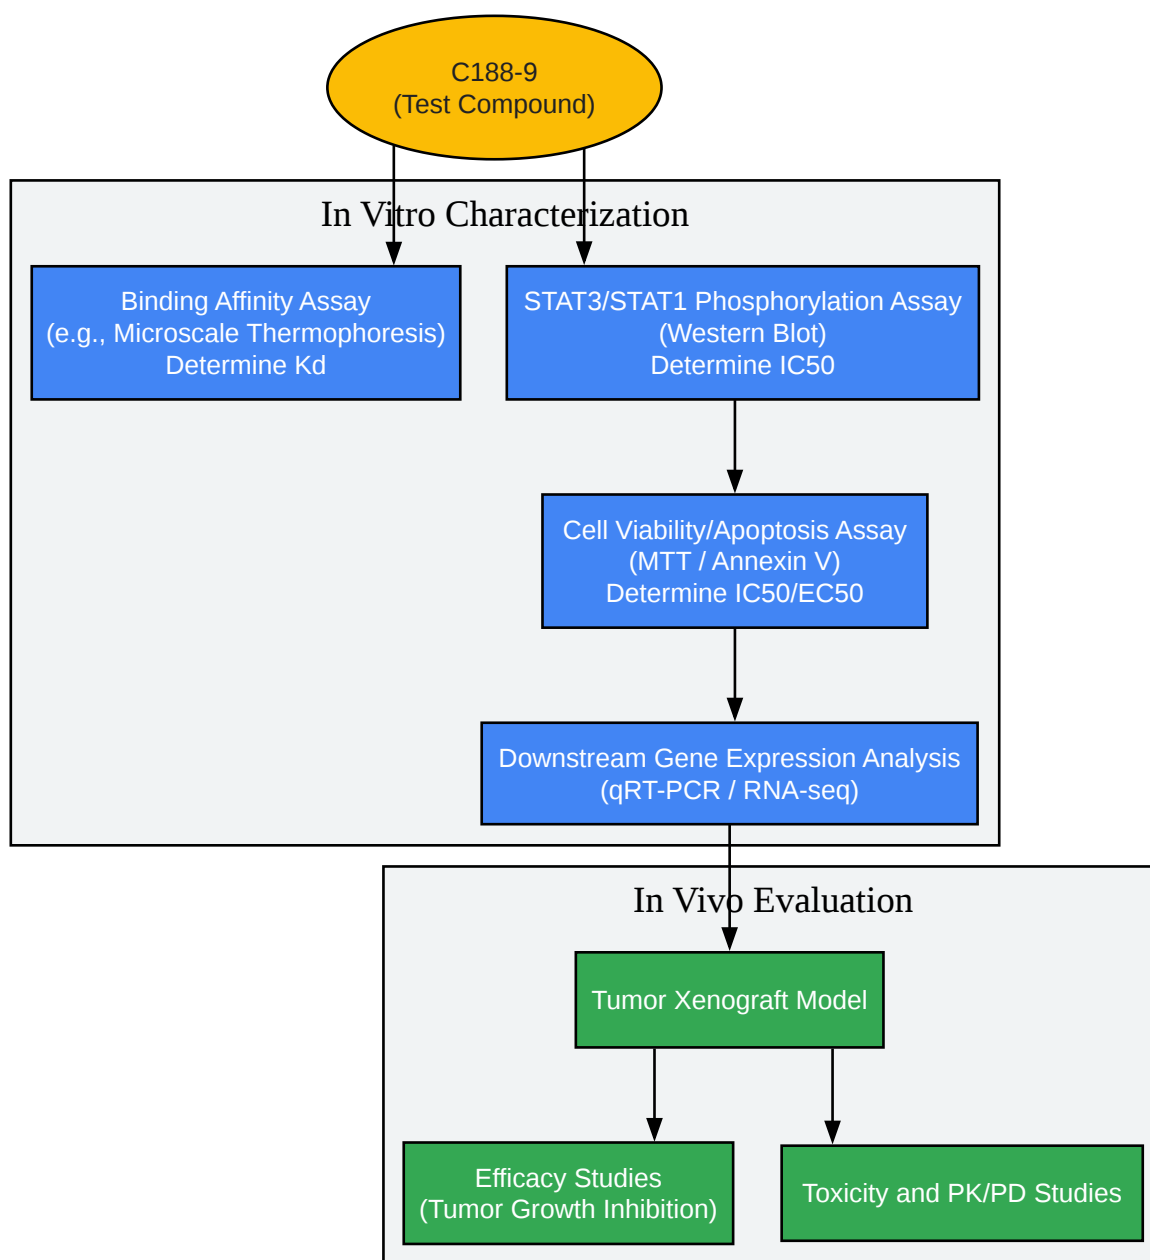 C188-9
(Test Compound)
In Vitro Characterization
Binding Affinity Assay
(e.g., Microscale Thermophoresis)
Determine Kd
STAT3/STAT1 Phosphorylation Assay
(Western Blot)
Determine IC50
Cell Viability/Apoptosis Assay
(MTT / Annexin V)
Determine IC50/EC50
Downstream Gene Expression Analysis
(qRT-PCR / RNA-seq)
In Vivo Evaluation
Tumor Xenograft Model
Efficacy Studies
(Tumor Growth Inhibition)
Toxicity and PK/PD Studies